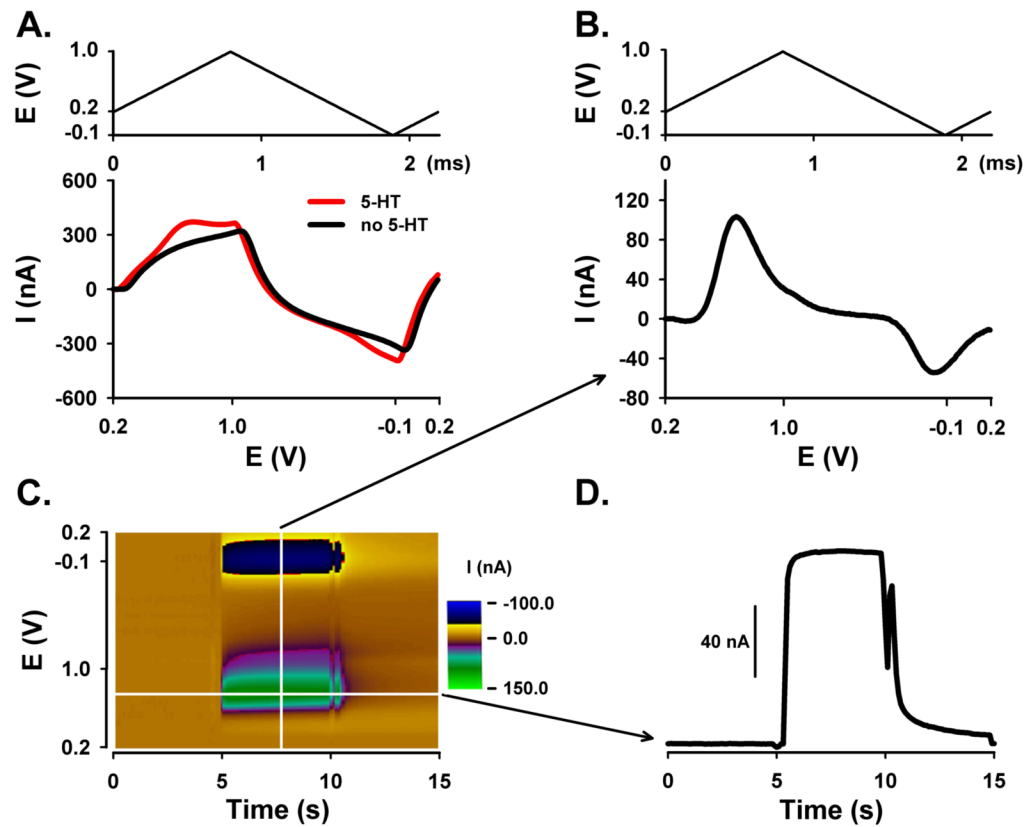 A.
E (V)
1.0
0.2
-0.1
0 1 2 (ms)
I (nA)
600
300
0
-300
-600
5-HT
no 5-HT
0.2 1.0 -0.1 0.2
E (V)
B.
E (V)
1.0
0.2
-0.1
0 1 2 (ms)
I (nA)
120
80
40
0
-40
-80
0.2 1.0 -0.1 0.2
E (V)
C.
E (V)
0.2
-0.1
1.0
0.2
0 5 10 15
Time (s)
I (nA)
-100.0
0.0
150.0
D.
40 nA
0 5 10 15
Time (s)